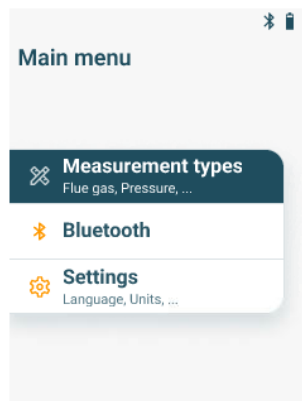 Main menu
Measurement types
Flue gas, Pressure, ...
Bluetooth
Settings
Language, Units, ...